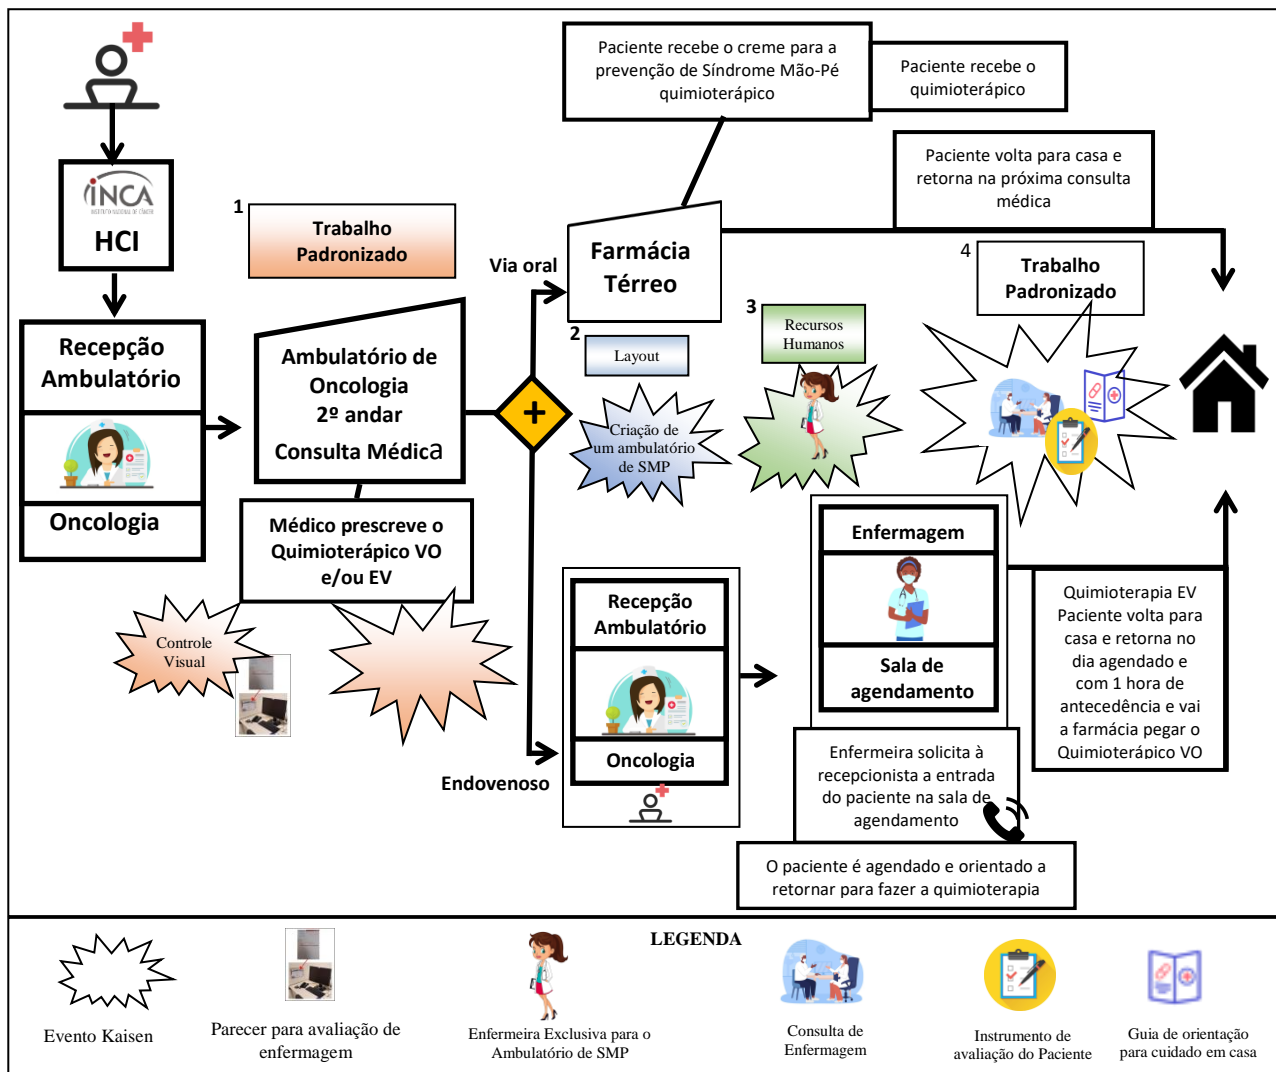 Paciente recebe o creme para a
prevenção de Síndrome Mão-Pé
quimioterápico
Paciente recebe o
quimioterápico
Paciente volta para casa e
retorna na próxima consulta
médica
INCA
INSTITUTO NACIONAL DE CÂNCER
HCI
1
Trabalho
Padronizado
Via oral
Farmácia
Térreo
4
Trabalho
Padronizado
3
Recursos
Humanos
2
Layout
Criação de
um ambulatório
de SMP
Recepção
Ambulatório
Oncologia
Ambulatório de
Oncologia
2º andar
Consulta Médica
Médico prescreve o
Quimioterápico VO
e/ou EV
Controle
Visual
Endovenoso
Recepção
Ambulatório
Oncologia
Enfermagem
Sala de
agendamento
Enfermeira solicita à
recepcionista a entrada
do paciente na sala de
agendamento
O paciente é agendado e orientado a
retornar para fazer a quimioterapia
Quimioterapia EV
Paciente volta para
casa e retorna no
dia agendado e
com 1 hora de
antecedência e vai
a farmácia pegar o
Quimioterápico VO
LEGENDA
Evento Kaisen
Parecer para avaliação de
enfermagem
Enfermeira Exclusiva para o
Ambulatório de SMP
Consulta de
Enfermagem
Instrumento de
avaliação do Paciente
Guia de orientação
para cuidado em casa